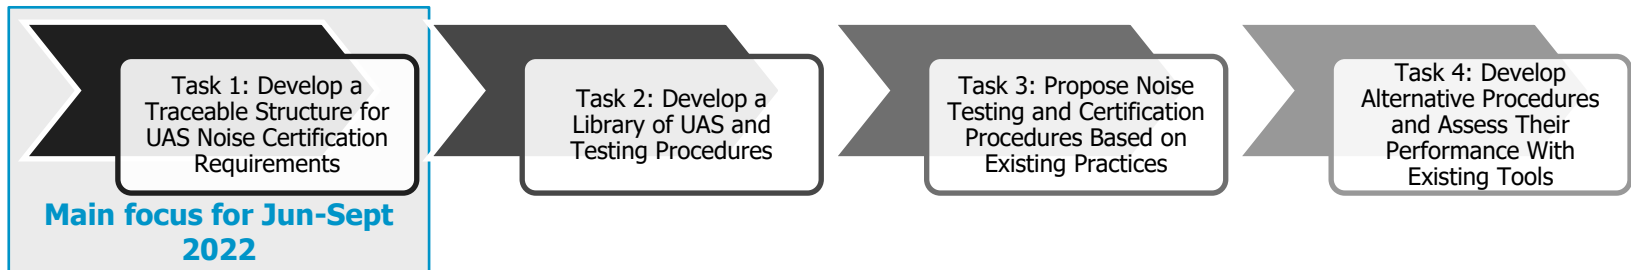 Task 1: Develop a
Traceable Structure for
UAS Noise Certification
Requirements
Main focus for Jun-Sept
2022
Task 2: Develop a
Library of UAS and
Testing Procedures
Task 3: Propose Noise
Testing and Certification
Procedures Based on
Existing Practices
Task 4: Develop
Alternative Procedures
and Assess Their
Performance With
Existing Tools